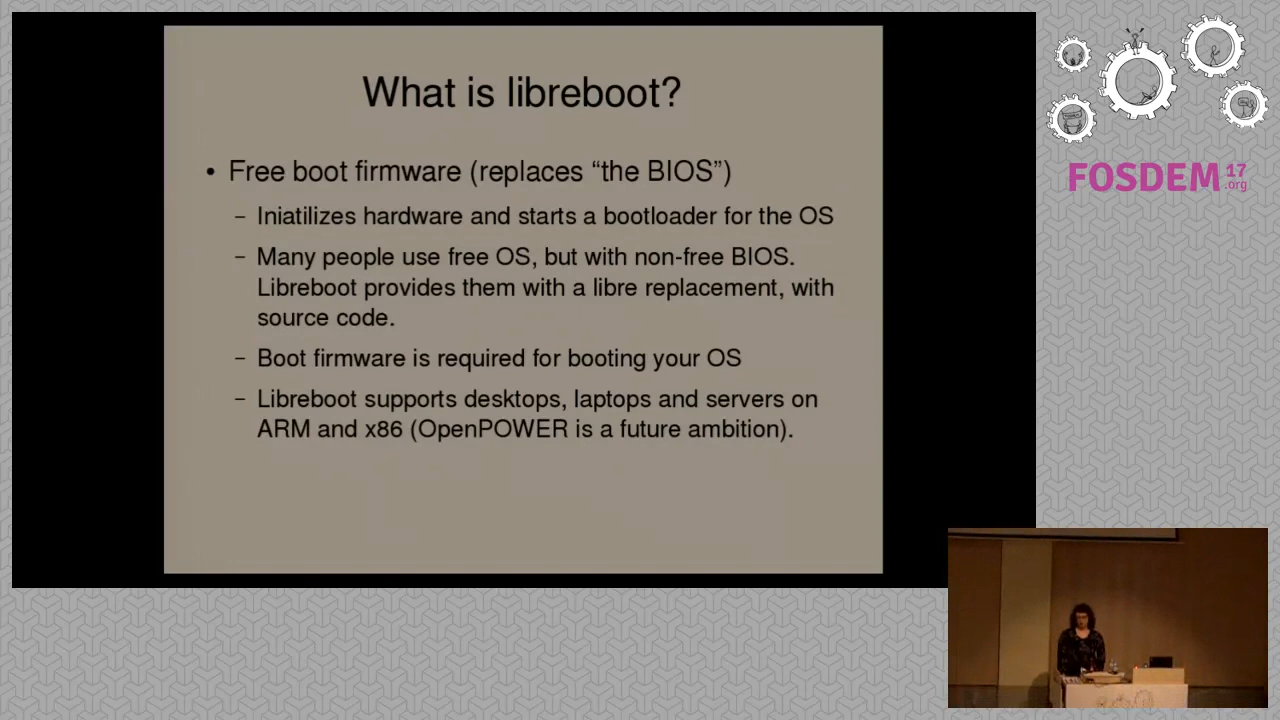 What is libreboot?
• Free boot firmware (replaces “the BIOS”)
– Iniatilizes hardware and starts a bootloader for the OS
– Many people use free OS, but with non-free BIOS.
Libreboot provides them with a libre replacement, with
source code.
– Boot firmware is required for booting your OS
– Libreboot supports desktops, laptops and servers on
ARM and x86 (OpenPOWER is a future ambition).
FOSDEM 17
.org